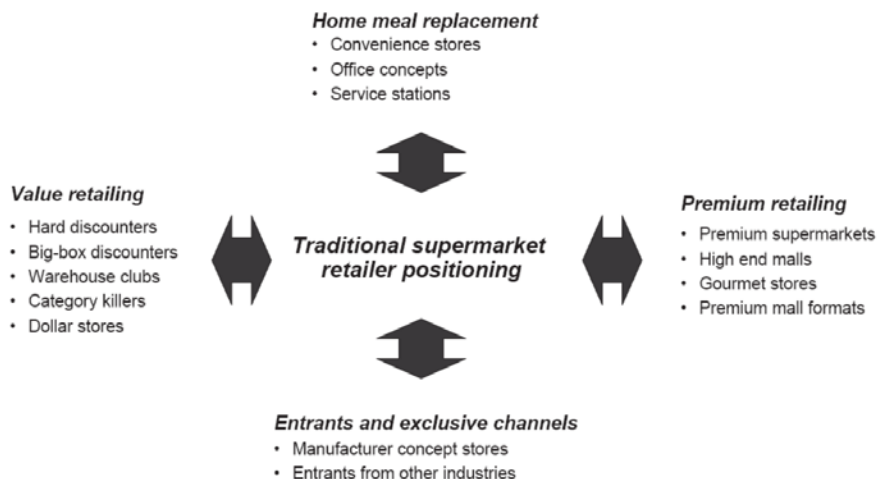 Home meal replacement
• Convenience stores
• Office concepts
• Service stations
Value retailing
• Hard discounters
• Big-box discounters
• Warehouse clubs
• Category killers
• Dollar stores
Traditional supermarket
retailer positioning
Premium retailing
• Premium supermarkets
• High end malls
• Gourmet stores
• Premium mall formats
Entrants and exclusive channels
• Manufacturer concept stores
• Entrants from other industries